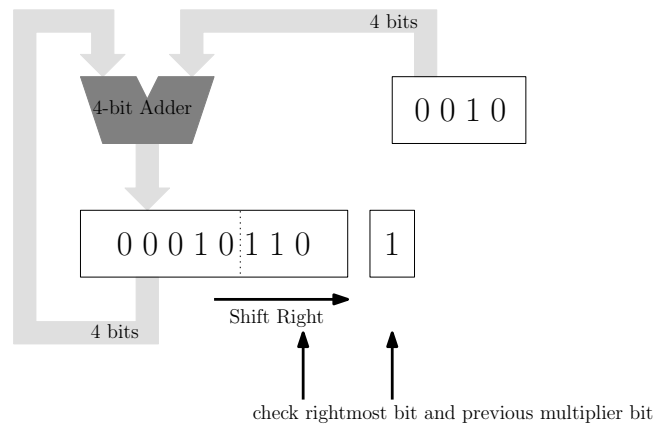 4 bits
4-bit Adder
0 0 1 0
0 0 0 1 0 1 1 0
1
Shift Right
4 bits
check rightmost bit and previous multiplier bit